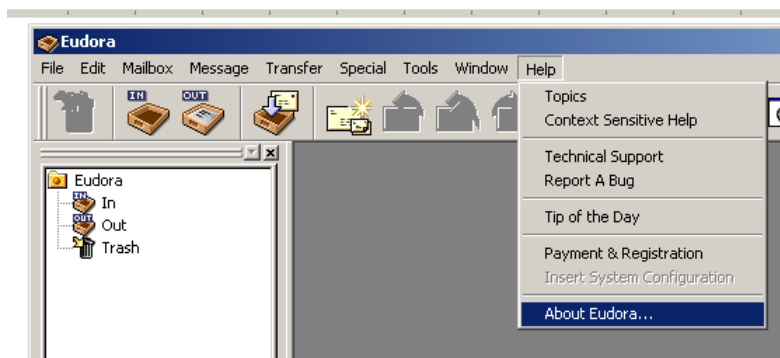 Eudora
File Edit Mailbox Message Transfer Special Tools Window Help
IN OUT
Topics
Context Sensitive Help
Technical Support
Report A Bug
Tip of the Day
Payment & Registration
Insert System Configuration
About Eudora...
Eudora
IN
In
OUT
Out
Trash